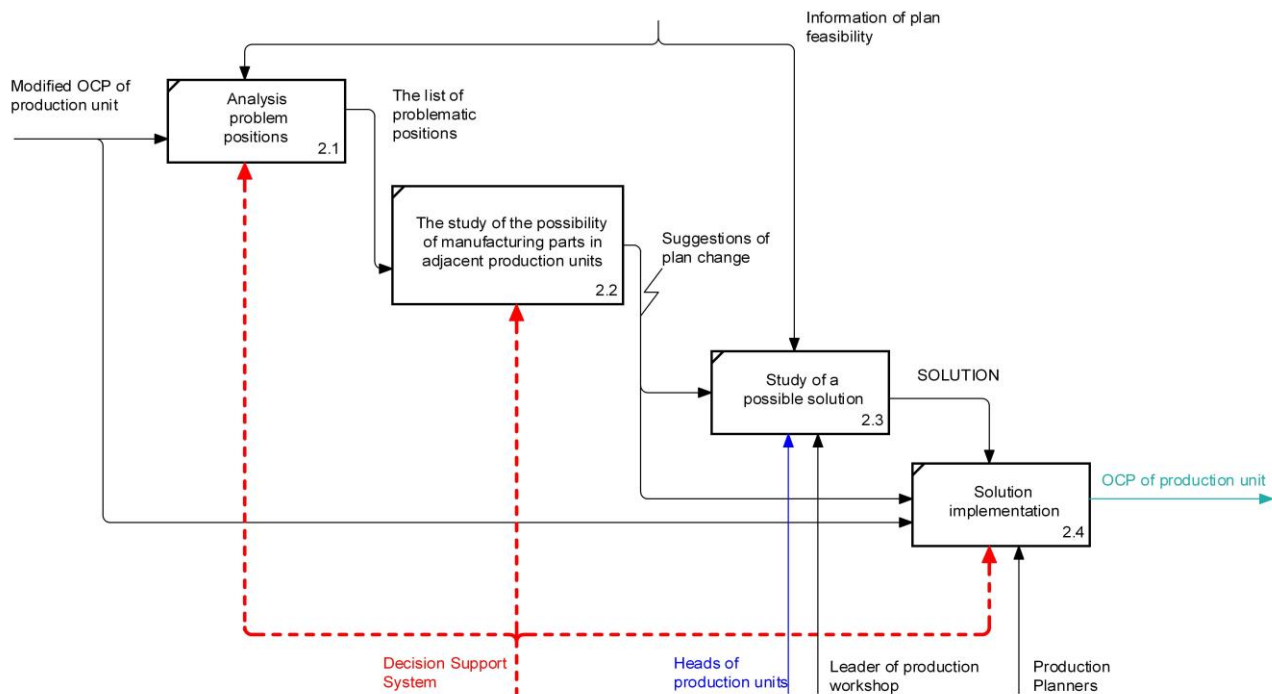 Information of plan
feasibility
Modified OCP of
production unit
Analysis
problem
positions
2.1
The list of
problematic
positions
The study of the possibility
of manufacturing parts in
adjacent production units
2.2
Suggestions of
plan change
Study of a
possible solution
2.3
SOLUTION
Solution
implementation
2.4
OCP of production unit
Decision Support
System
Heads of
production units
Leader of production
workshop
Production
Planners